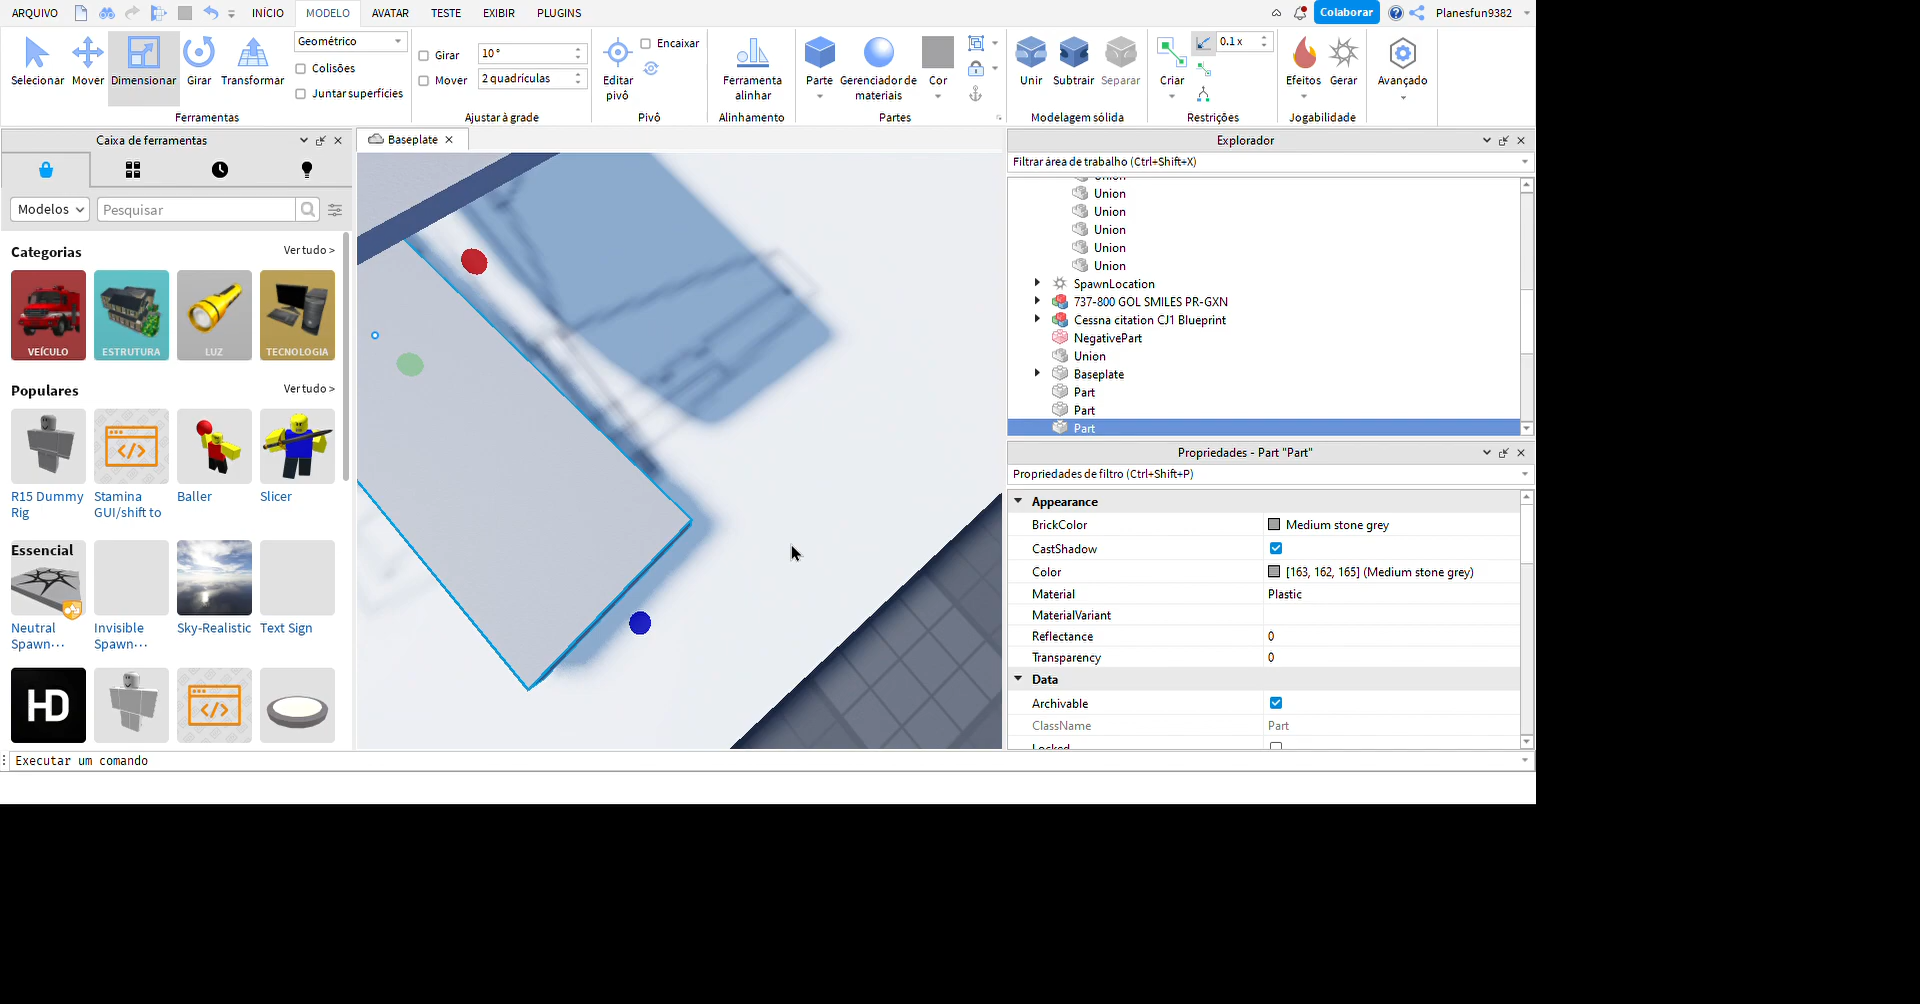 ARQUIVO INÍCIO MODELO AVATAR TESTE EXIBIR PLUGINS Colaborar Planesfun9382
Selecionar Mover Dimensionar Girar Transformar
Geométrico
Colisões
Juntar superfícies
Ferramentas
Girar 10 °
Mover 2 quadrículas
Ajustar à grade
Editar pivô
Encaixar
Pivô
Ferramenta alinhar
Alinhamento
Parte
Gerenciador de materiais
Cor
Partes
Unir Subtrair Separar
Modelagem sólida
Criar
0.1 x
Restrições
Efeitos Gerar
Jogabilidade
Avançado
Caixa de ferramentas
Modelos Pesquisar
Categorias Ver tudo >
VEÍCULO ESTRUTURA LUZ TECNOLOGIA
Populares Ver tudo >
R15 Dummy Rig
Stamina GUI/shift to
Baller
Slicer
Essencial
Neutral Spawn···
Invisible Spawn···
Sky-Realistic
Text Sign
HD
Baseplate
Explorador
Filtrar área de trabalho (Ctrl+Shift+X)
Union
Union
Union
Union
Union
Union
SpawnLocation
737-800 GOL SMILES PR-GXN
Cessna citation CJ1 Blueprint
NegativePart
Union
Baseplate
Part
Part
Part
Propriedades - Part "Part"
Propriedades de filtro (Ctrl+Shift+P)
Appearance
BrickColor Medium stone grey
CastShadow
Color [163, 162, 165] (Medium stone grey)
Material Plastic
MaterialVariant
Reflectance 0
Transparency 0
Data
Archivable
ClassName Part
Locked
Executar um comando